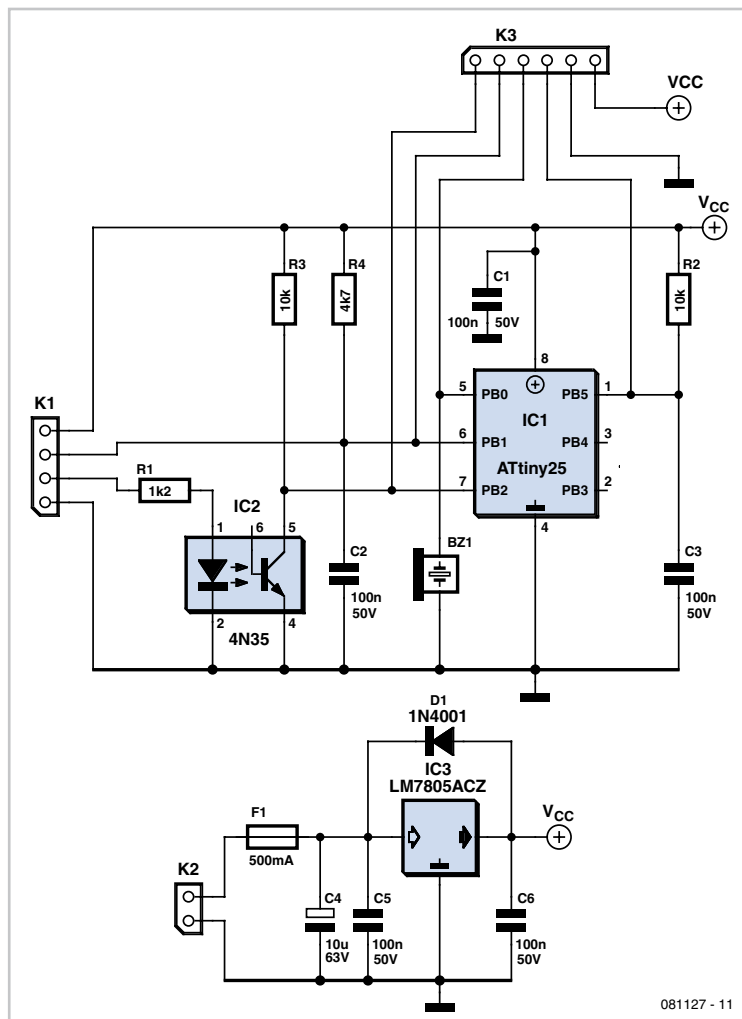 K3
VCC
VCC
R3
10k
R4
4k7
C1
100n 50V
R2
10k
8
K1
5 PB0 PB5 1
IC1
6 PB1 PB4 3
ATtiny25
7 PB2 PB3 2
4
R1
1k2
IC2
1 6 5
2 4
4N35
C2
100n
50V
BZ1
C3
100n
50V
D1
1N4001
IC3
LM7805ACZ
VCC
F1
500mA
K2
C4
10u
63V
C5
100n
50V
C6
100n
50V
081127 - 11